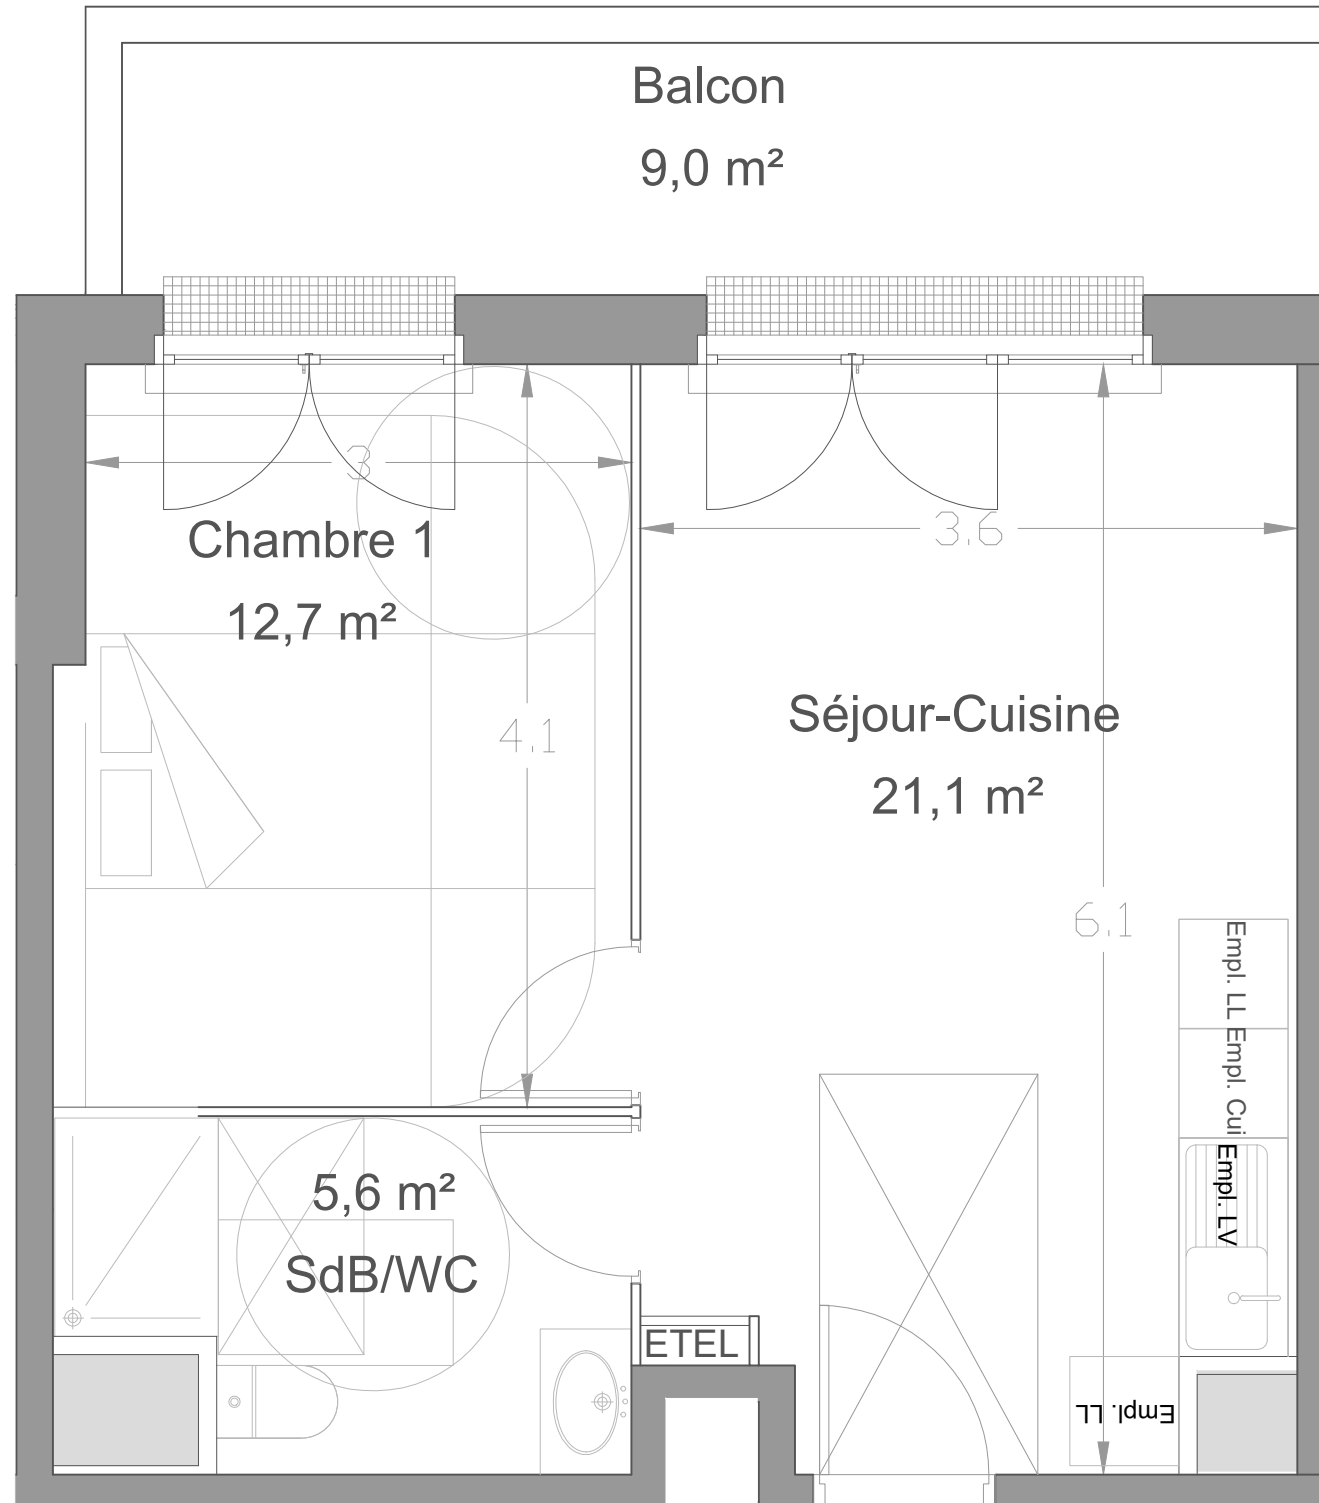 Balcon
9,0 m²
3
Chambre 1
12,7 m²
3.6
4.1
Séjour-Cuisine
21,1 m²
6.1
Empl. LL
Empl. Cui
Empl. LV
5,6 m²
SdB/WC
ETEL
Empl. LL